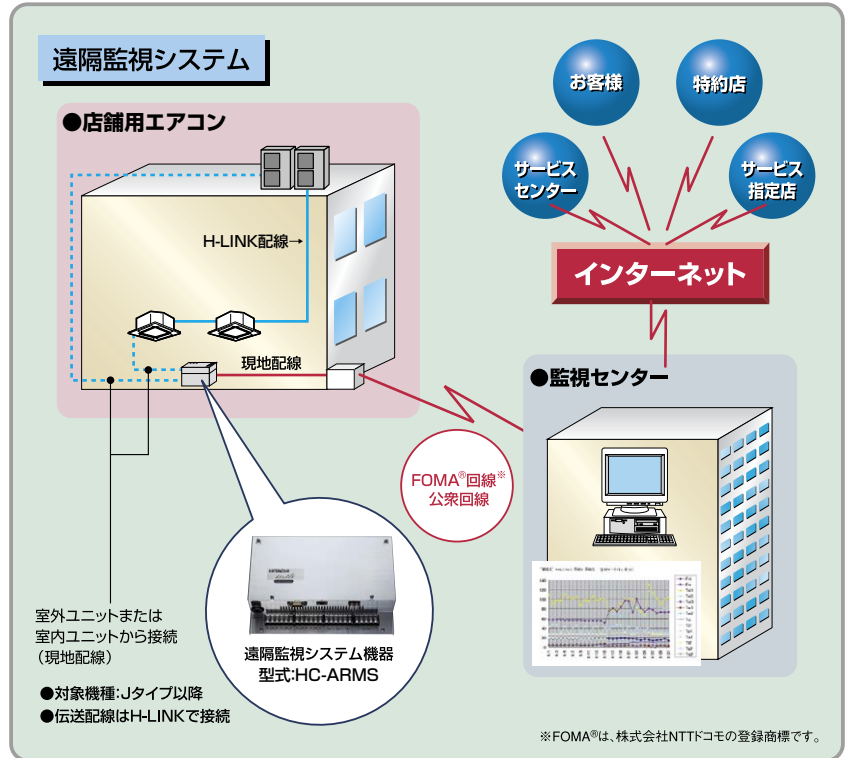 遠隔監視システム
●店舗用エアコン
H-LINK配線→
現地配線
お客様
特約店
サービス
センター
サービス
指定店
インターネット
●監視センター
FOMA®回線※
公衆回線
HITACHI
遠隔監視システム機器
型式:HC-ARMS
室外ユニットまたは
室内ユニットから接続
（現地配線）
●対象機種:Jタイプ以降
●伝送配線はH-LINKで接続
※FOMA®は、株式会社NTTドコモの登録商標です。